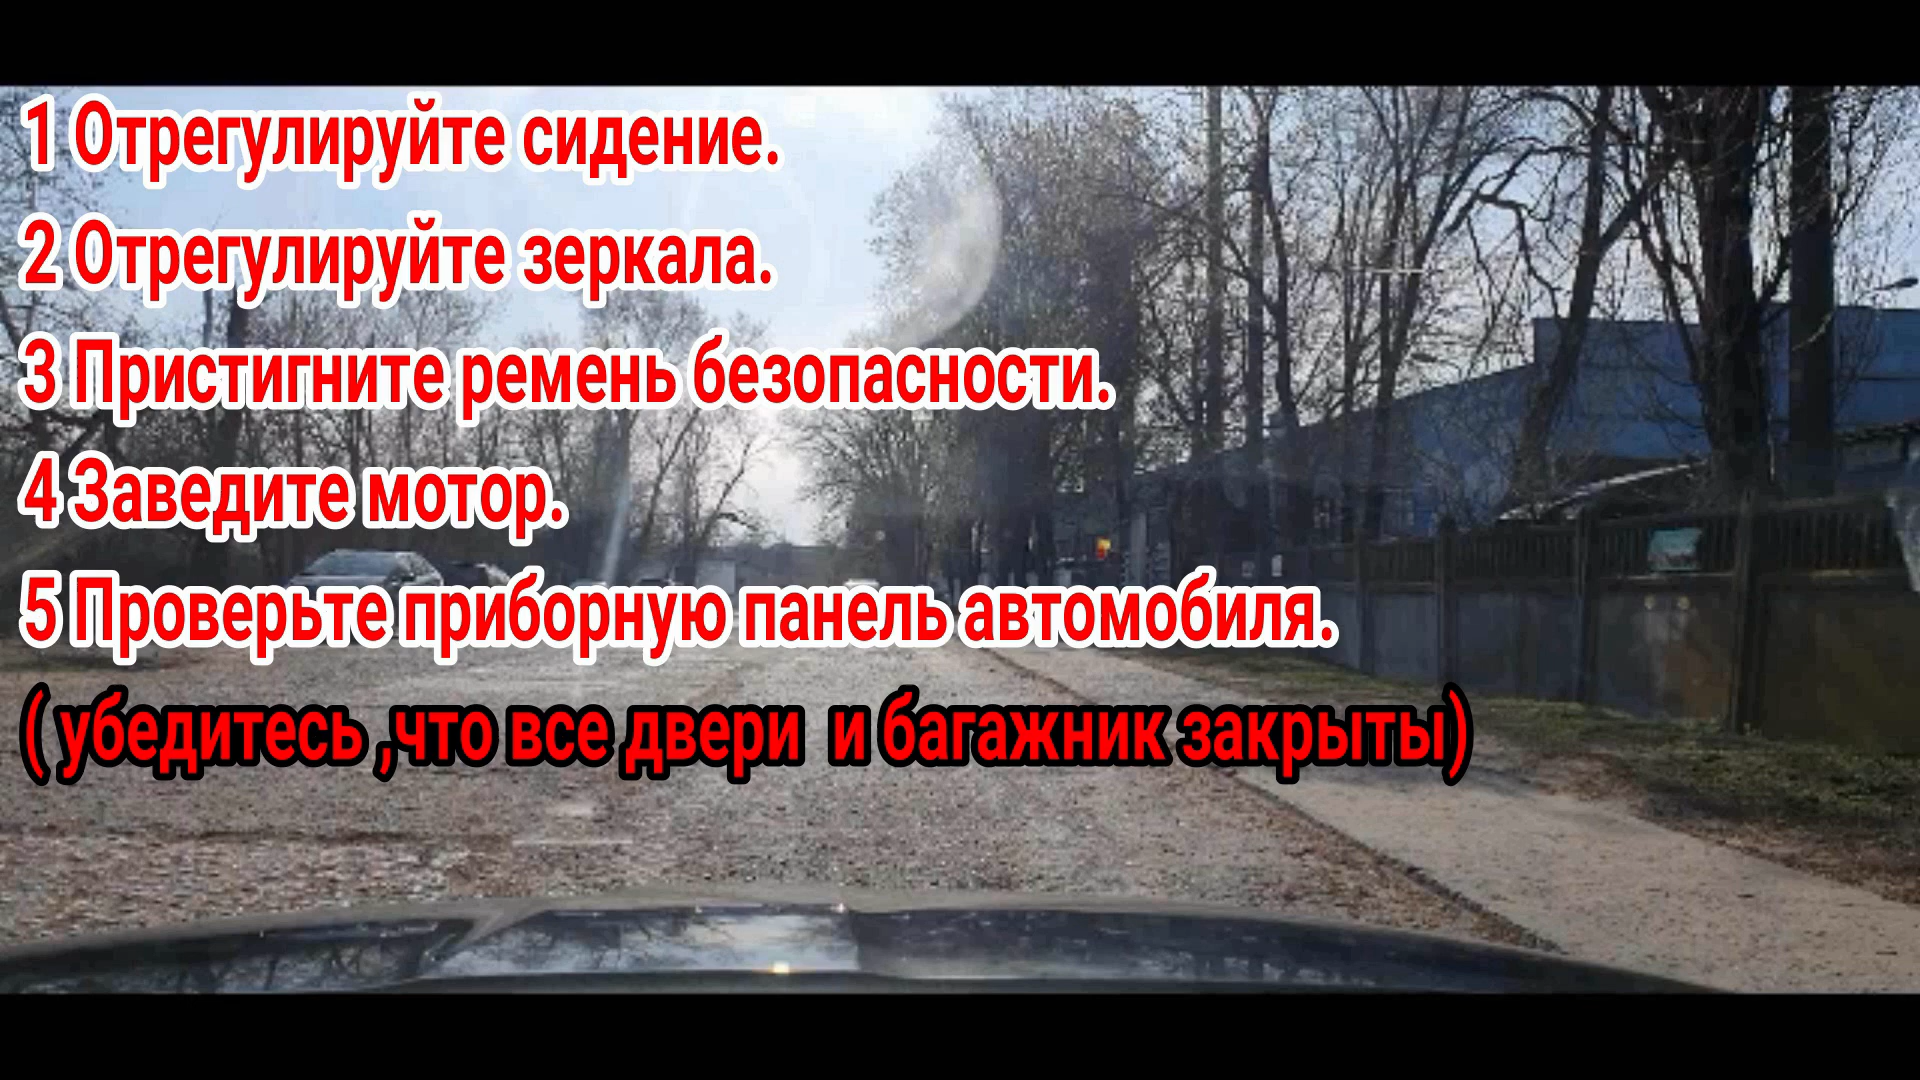 1 Отрегулируйте сидение.
2 Отрегулируйте зеркала.
3 Пристигните ремень безопасности.
4 Заведите мотор.
5 Проверьте приборную панель автомобиля.
( убедитесь ,что все двери  и багажник закрыты)